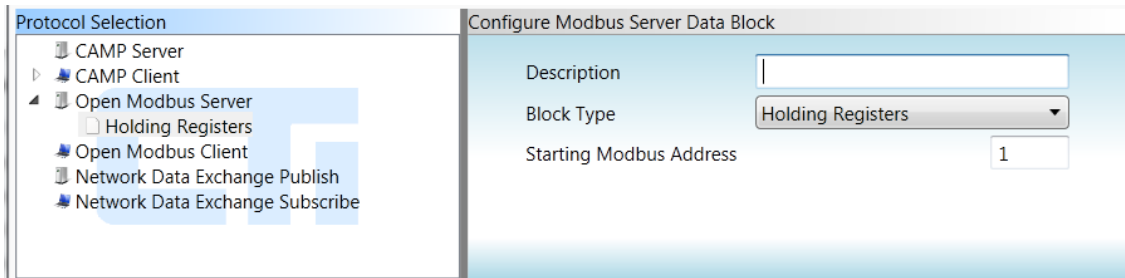 Protocol Selection
CAMP Server
CAMP Client
Open Modbus Server
Holding Registers
Open Modbus Client
Network Data Exchange Publish
Network Data Exchange Subscribe
CTi
Configure Modbus Server Data Block
Description
Block Type Holding Registers
Starting Modbus Address 1